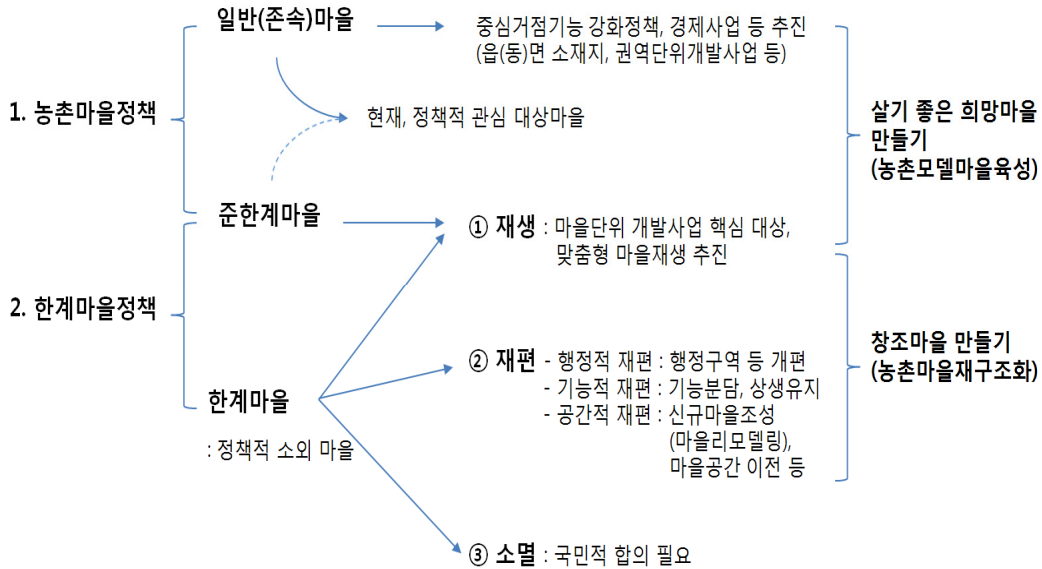 일반(존속)마을
중심거점기능 강화정책, 경제사업 등 추진
(읍(동)면 소재지, 권역단위개발사업 등)
1. 농촌마을정책
현재, 정책적 관심 대상마을
살기 좋은 희망마을
만들기
(농촌모델마을육성)
준한계마을
① 재생 : 마을단위 개발사업 핵심 대상,
맞춤형 마을재생 추진
2. 한계마을정책
창조마을 만들기
(농촌마을재구조화)
② 재편 - 행정적 재편 : 행정구역 등 개편
- 기능적 재편 : 기능분담, 상생유지
- 공간적 재편 : 신규마을조성
(마을리모델링),
마을공간 이전 등
한계마을
: 정책적 소외 마을
③ 소멸 : 국민적 합의 필요